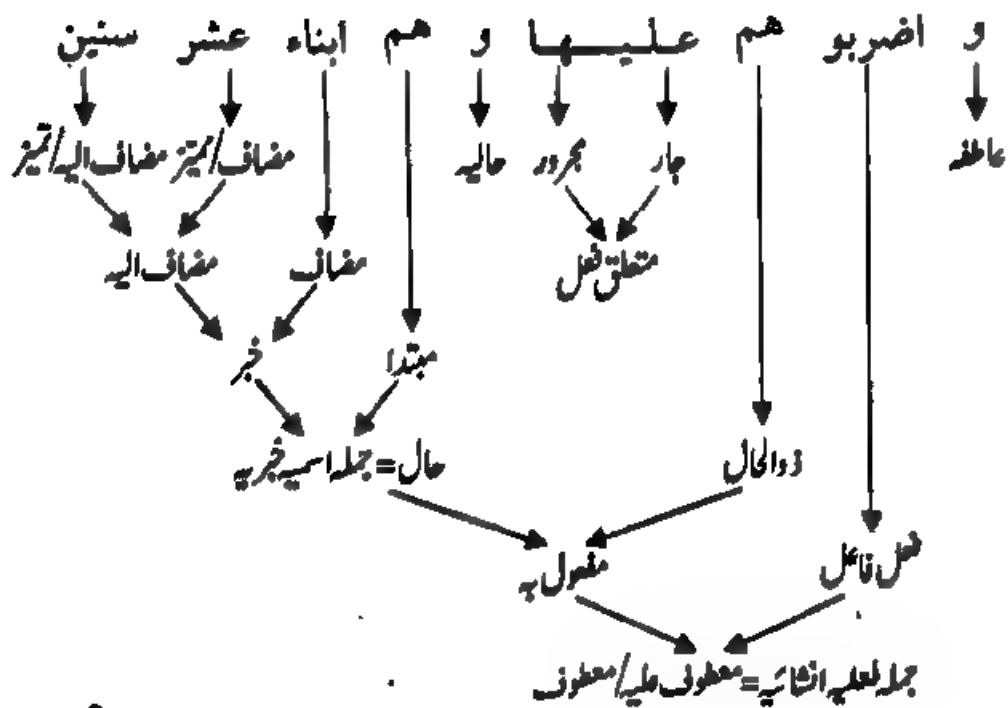 و اضربو هم علیها و هم ابناء عشر سنین
عاطفہ جار مجرور حالیہ مضاف/ممیّز مضاف الیہ/تمیز
متعلق فعل مضاف مضاف الیہ
مبتدا خبر
ذوالحال حال=جملہ اسمیہ خبریہ
فعل فاعل مفعول بہ
جملہ فعلیہ انشائیہ=معطوف علیہ/معطوف